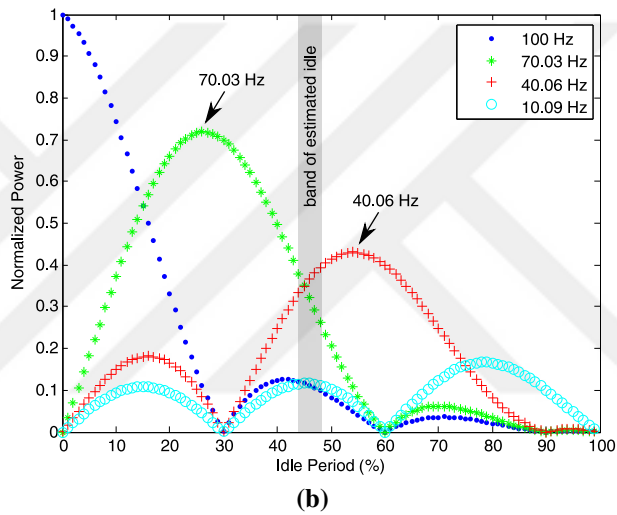 1
0.9
0.8
0.7
0.6
0.5
0.4
0.3
0.2
0.1
0
Normalized Power
70.03 Hz
band of estimated idle
40.06 Hz
100 Hz
70.03 Hz
40.06 Hz
10.09 Hz
0 10 20 30 40 50 60 70 80 90 100
Idle Period (%)
(b)